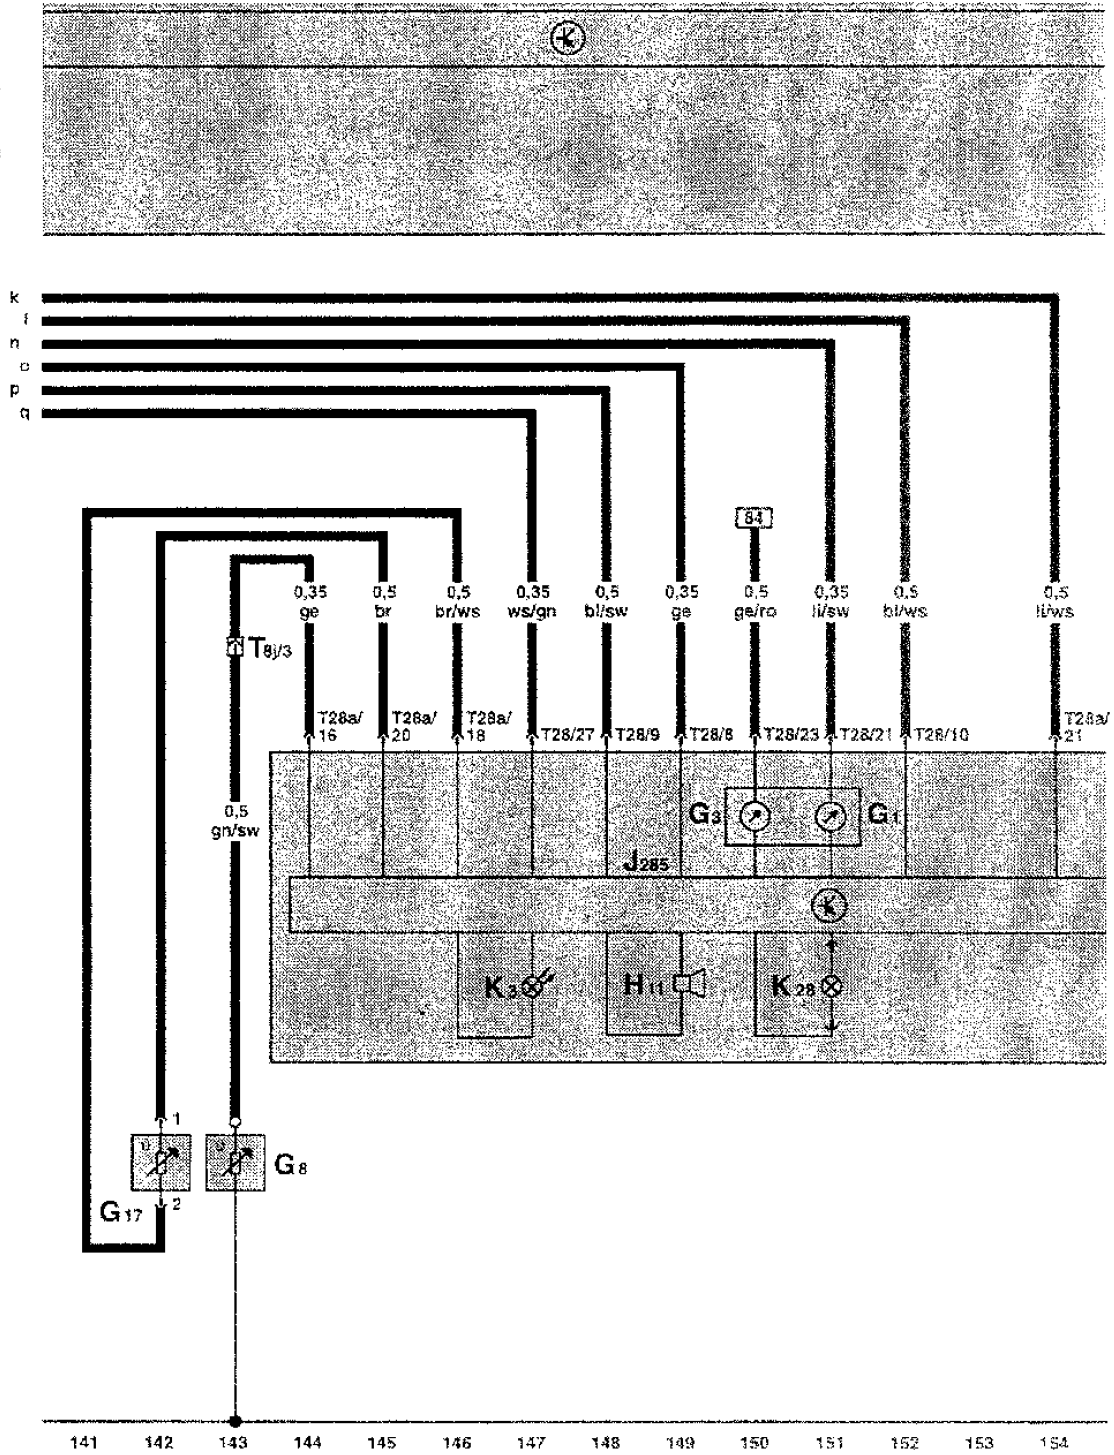 k
l
n
o
p
q
84
0,35 0,5 0,5 0,35 0,5 0,35 0,5 0,35 0,5 0,5
ge br br/ws ws/gn bl/sw ge ge/ro li/sw bl/ws li/ws
T8j/3
T28a/ T28a/ T28a/ T28a/
16 20 18 T28/27 T28/9 T28/8 T28/23 T28/21 T28/10 21
0,5
gn/sw
G3 G1
J285
K3 H11 K28
1
G8
G17 2
141 142 143 144 145 146 147 148 149 150 151 152 153 154